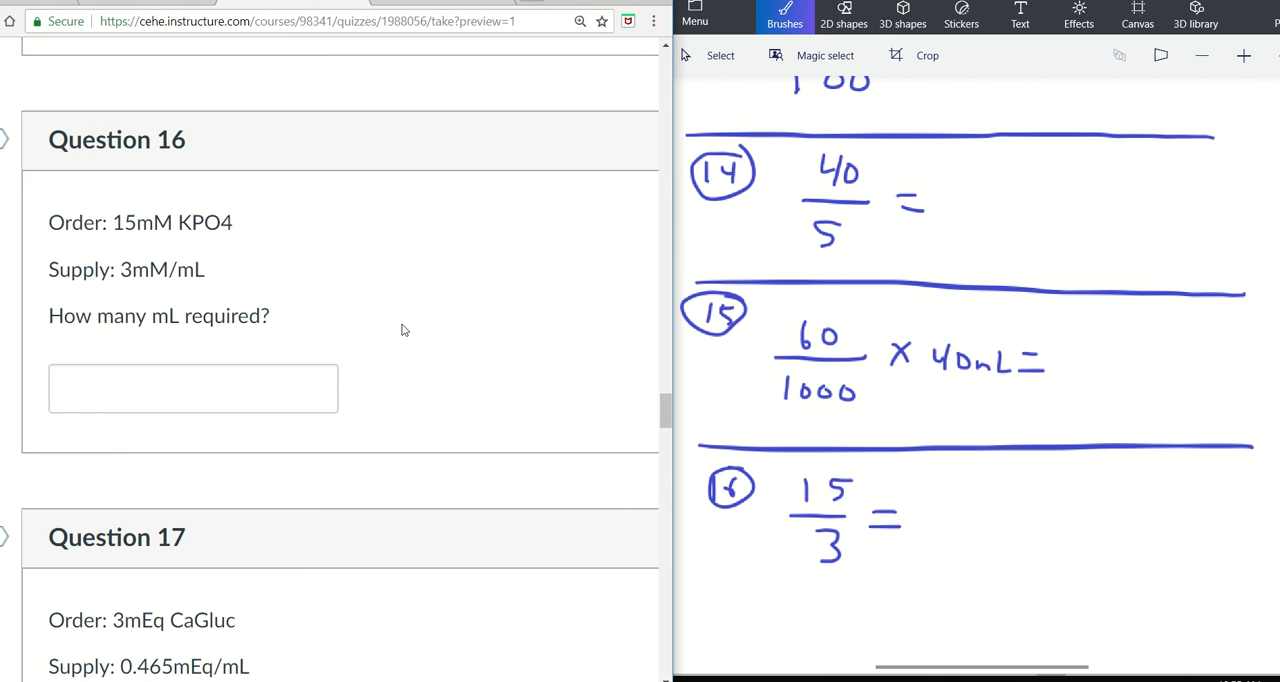 Secure https://cehe.instructure.com/courses/98341/quizzes/1988056/take?preview=1
Question 16
Order: 15mM KPO4
Supply: 3mM/mL
How many mL required?
Question 17
Order: 3mEq CaGluc
Supply: 0.465mEq/mL
Menu Brushes 2D shapes 3D shapes Stickers Text Effects Canvas 3D library
Select Magic select Crop
100
14 40
=
5
15
60
x 40mL =
1000
16 15
=
3